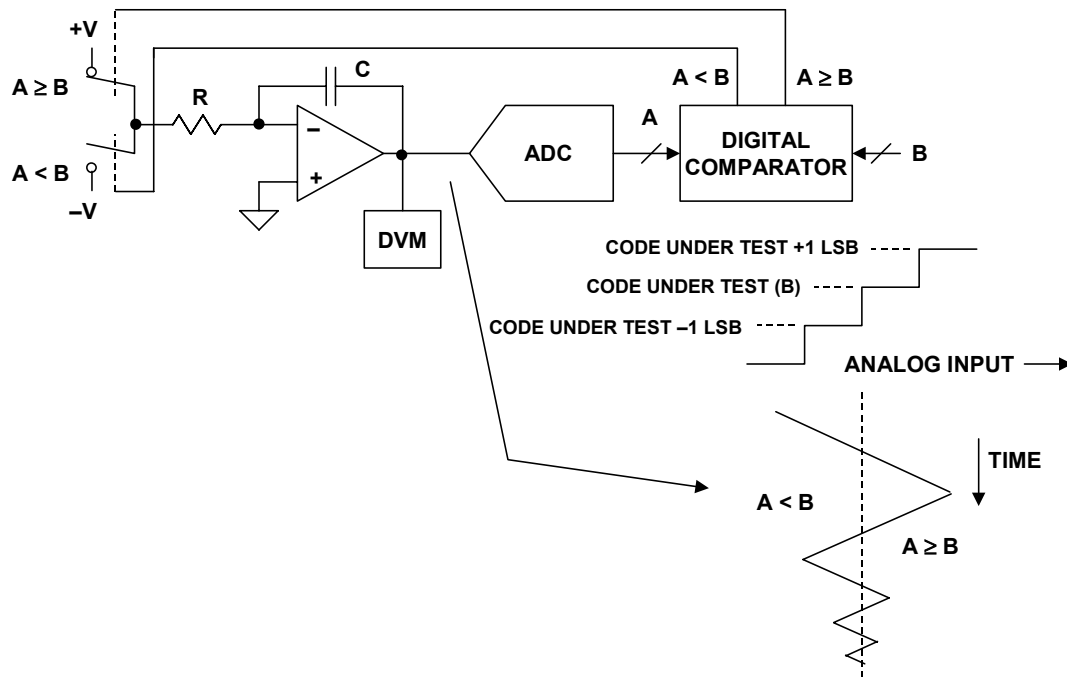 +V
A ≥ B
A < B
–V
R
C
–
+
DVM
ADC
A
A < B
A ≥ B
DIGITAL
COMPARATOR
B
CODE UNDER TEST +1 LSB
CODE UNDER TEST (B)
CODE UNDER TEST –1 LSB
ANALOG INPUT
TIME
A < B
A ≥ B